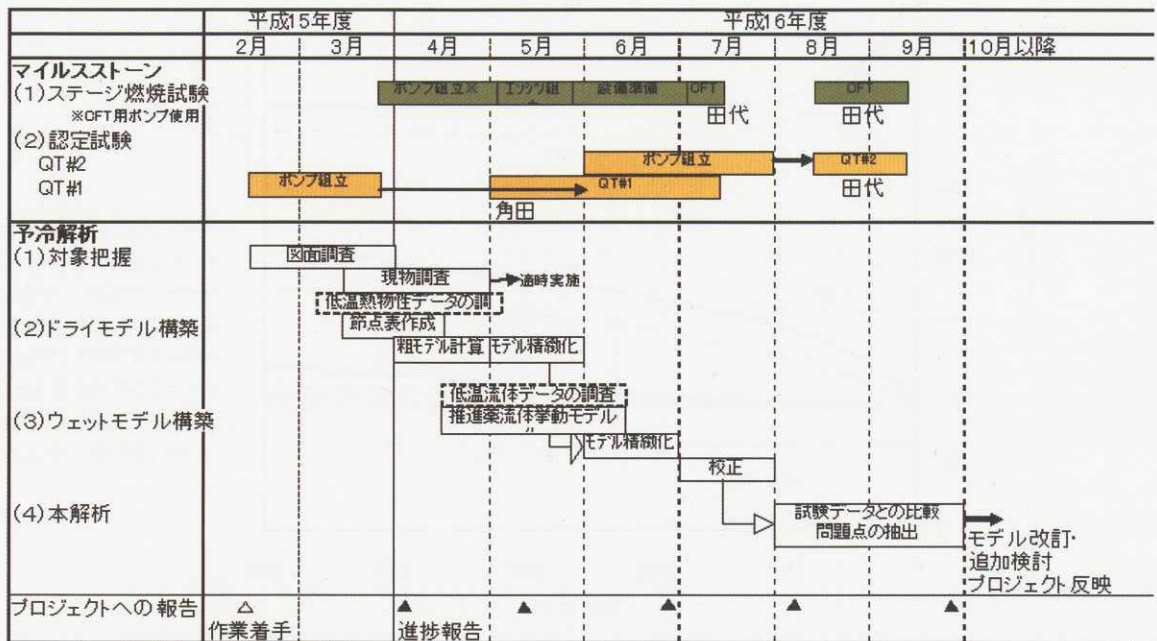 平成15年度 平成16年度
2月 3月 4月 5月 6月 7月 8月 9月 10月以降
マイルスストーン
(1)ステージ燃焼試験 ポンプ組立※ エンジン組 設備準備 CFT CFT
※CFT用ポンプ使用 田代 田代
(2)認定試験
QT#2 ポンプ組立 QT#2
QT#1 ポンプ組立 QT#1 田代
角田
予冷解析
(1)対象把握 図面調査
現物調査 適時実施
低温熱物性データの調
(2)ドライモデル構築 節点表作成
粗モデル計算 モデル精緻化
低温流体データの調査
(3)ウェットモデル構築 推進薬流体挙動モデル
モデル精緻化
校正
(4)本解析 試験データとの比較
問題点の抽出
モデル改訂・
追加検討
プロジェクト反映
プロジェクトへの報告 △ ▲ ▲ ▲ ▲ ▲
作業着手 進捗報告